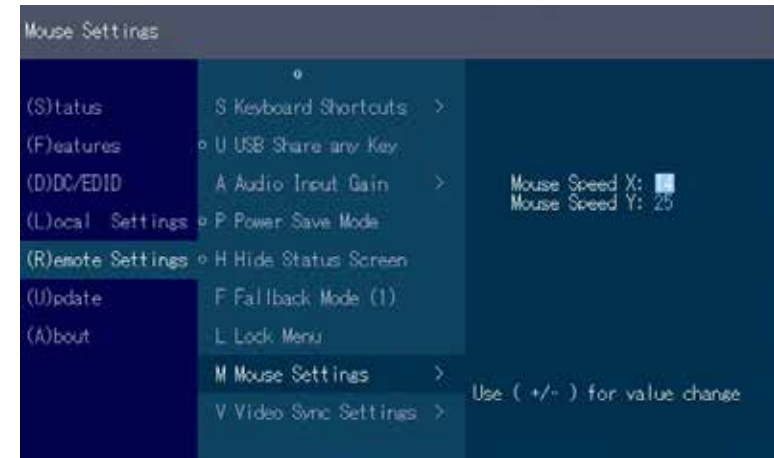 Mouse Settings
(S)tatus
(F)eatures
(D)DC/EDID
(L)ocal Settings
(R)emote Settings
(U)pdate
(A)bout
S Keyboard Shortcuts >
U USB Share any Key
A Audio Input Gain >
P Power Save Mode
H Hide Status Screen
F Fallback Mode (1)
L Lock Menu
M Mouse Settings >
V Video Sync Settings >
Mouse Speed X:
Mouse Speed Y: 25
Use ( +/- ) for value change